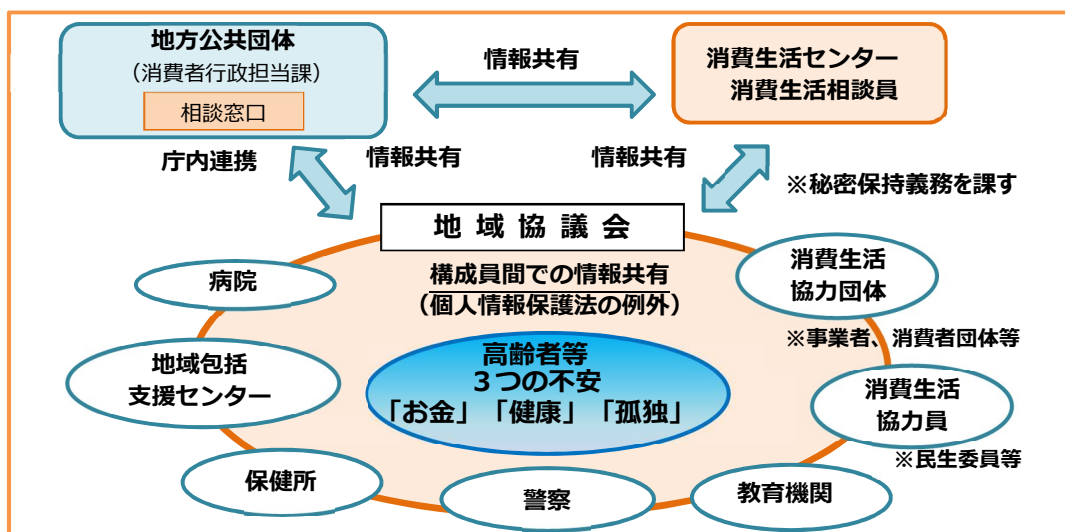 地方公共団体
（消費者行政担当課）
相談窓口
情報共有
消費生活センター
消費生活相談員
庁内連携
情報共有
情報共有
※秘密保持義務を課す
地域協議会
構成員間での情報共有
（個人情報保護法の例外）
病院
消費生活
協力団体
※事業者、消費者団体等
地域包括
支援センター
高齢者等
３つの不安
「お金」「健康」「孤独」
消費生活
協力員
※民生委員等
保健所
警察
教育機関